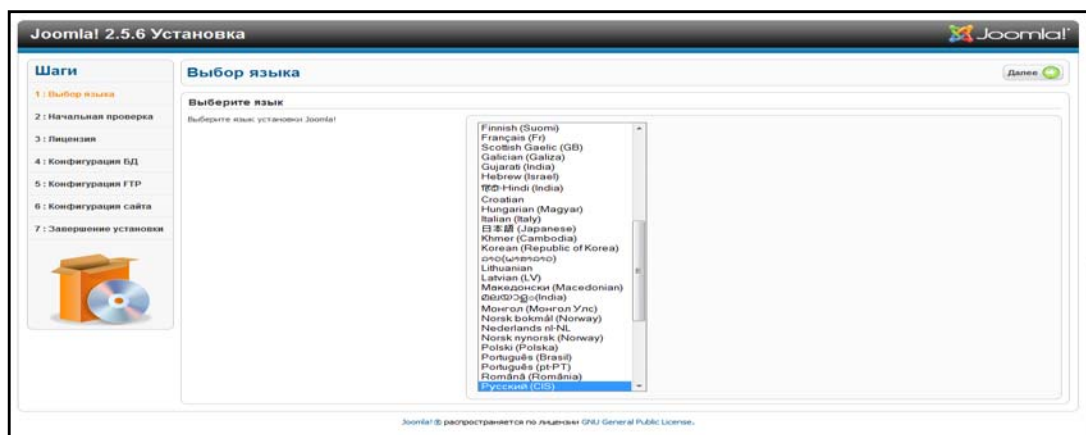 Joomla! 2.5.6 Установка
Joomla!
Шаги
1 : Выбор языка
2 : Начальная проверка
3 : Лицензия
4 : Конфигурация БД
5 : Конфигурация FTP
6 : Конфигурация сайта
7 : Завершение установки
Выбор языка
Далее
Выберите язык
Выберите язык установки Joomla!
Finnish (Suomi)
Français (Fr)
Scottish Gaelic (GB)
Galician (Galiza)
Gujarati (India)
Hebrew (Israel)
हिंदी-Hindi (India)
Croatian
Hungarian (Magyar)
Italian (Italy)
日本語 (Japanese)
Khmer (Cambodia)
Korean (Republic of Korea)
Lithuanian
Latvian (LV)
Македонски (Macedonian)
മലയാളം(India)
Монгол (Монгол Улс)
Norsk bokmål (Norway)
Nederlands nl-NL
Norsk nynorsk (Norway)
Polski (Polska)
Português (Brasil)
Português (pt-PT)
Română (România)
Русский (CIS)
Joomla! ® распространяется по лицензии GNU General Public License.